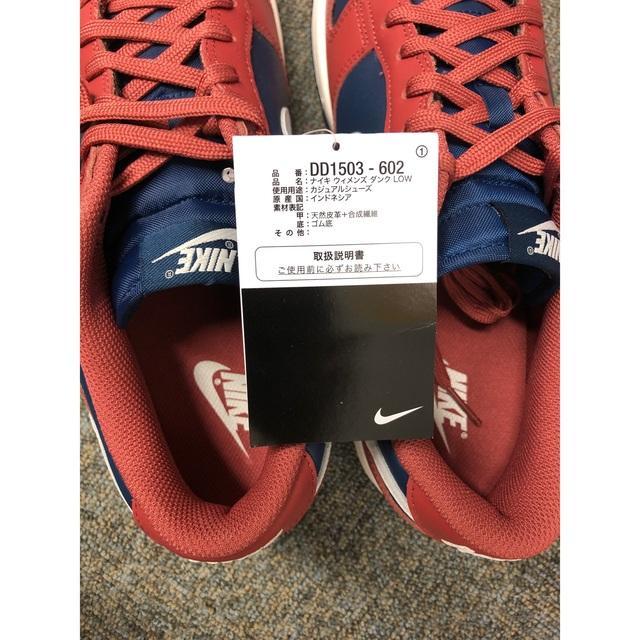 ①
品 番: DD1503 - 602
品 名: ナイキ ウィメンズ ダンク LOW
使用用途: カジュアルシューズ
原 産 国: インドネシア
素材表記
甲: 天然皮革+合成繊維
底: ゴム底
そ の 他:
取扱説明書
ご使用前に必ずお読み下さい
NIKE
NIKE
NIKE
NIKE